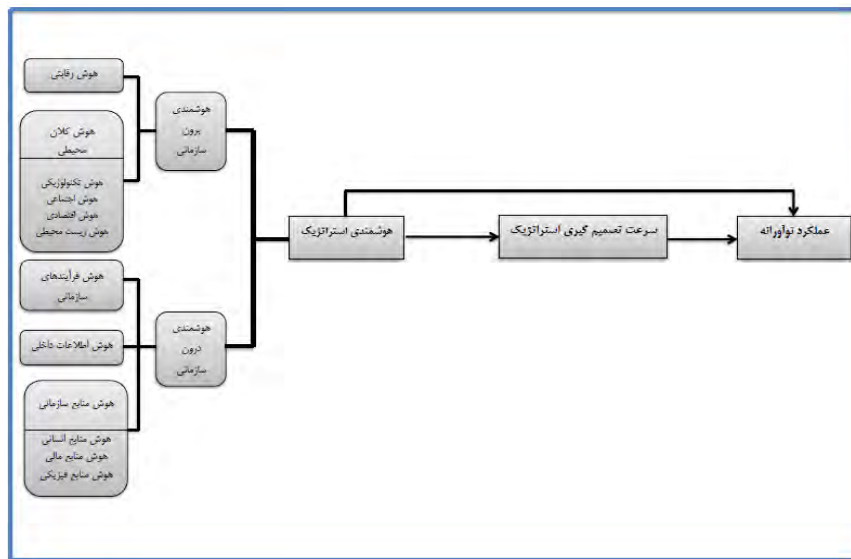 هوش رقابتی
هوش کلان
محیطی
هوش تکنولوژیکی
هوش اجتماعی
هوش اقتصادی
هوش زیست محیطی
هوشمندی
برون
سازمانی
هوش فرآیندهای
سازمانی
هوش اطلاعات داخلی
هوش منابع سازمانی
هوش منابع انسانی
هوش منابع مالی
هوش منابع فیزیکی
هوشمندی
درون
سازمانی
هوشمندی استراتژیک
سرعت تصمیم گیری استراتژیک
عملکرد نوآورانه